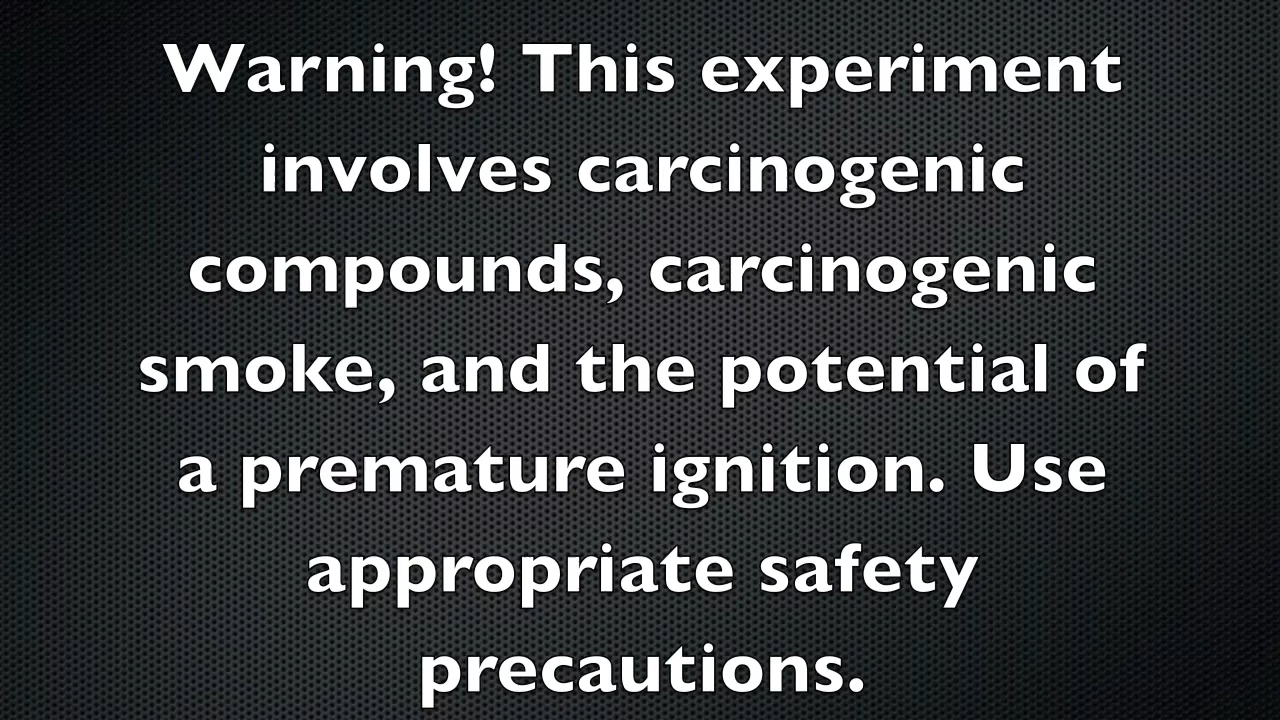 Warning! This experiment
involves carcinogenic
compounds, carcinogenic
smoke, and the potential of
a premature ignition. Use
appropriate safety
precautions.